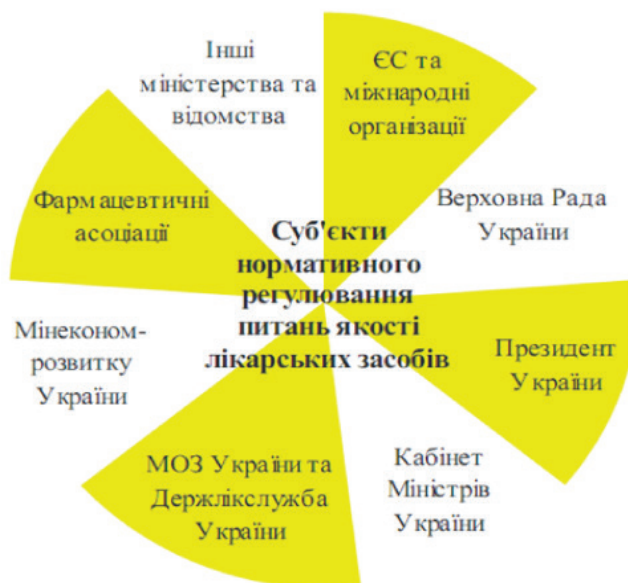 Інші
міністерства та
відомства
ЄС та
міжнародні
організації
Верховна Рада
України
Президент
України
Кабінет
Міністрів
України
МОЗ України та
Держлікслужба
України
Мінеконом-
розвитку
України
Фармацевтичні
асоціації
Суб'єкти
нормативного
регулювання
питань якості
лікарських засобів